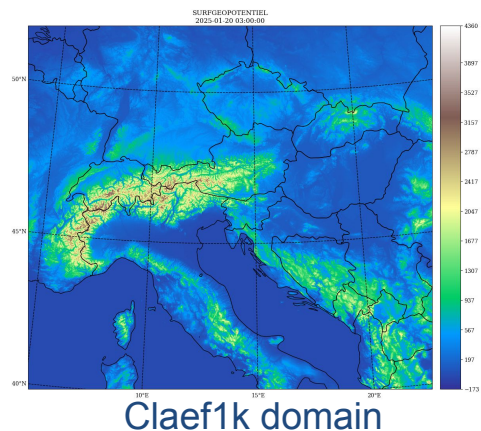 SURFGEOPOTENTIEL
2025-01-20 03:00:00
50°N
45°N
40°N
10°E
15°E
20°E
4360
3897
3527
3157
2787
2417
2047
1677
1307
937
567
197
−173
Claef1k domain